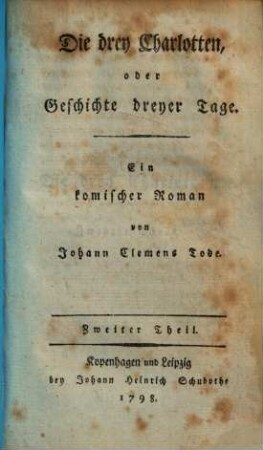 Die drey Charlotten,
oder
Geschichte dreyer Tage.
Ein
komischer Roman
von
Johann Clemens Tode.
Zweiter Theil.
Kopenhagen und Leipzig
bey Johann Heinrich Schubothe
1798.